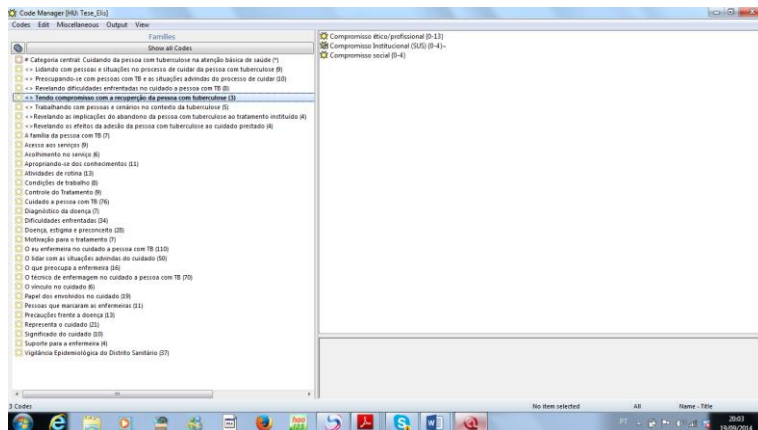 Code Manager [HU: Tese_Elis]
Codes Edit Miscellaneous Output View
Families
Show all Codes
# Categoria central: Cuidando da pessoa com tuberculose na atenção básica de saúde (*)
<> Lidando com pessoas e situações no processo de cuidar da pessoa com tuberculose (9)
<> Preocupando-se com pessoas com TB e as situações advindas do processo de cuidar (10)
<> Revelando dificuldades enfrentadas no cuidado a pessoa com TB (8)
<> Tendo compromisso com a recuperção da pessoa com tuberculose (3)
<> Trabalhando com pessoas e cenários no contexto da tuberculose (5)
<>Revelando as implicações do abandono da pessoa com tuberculose ao tratamento instituído (4)
<>Revelando os efeitos da adesão da pessoa com tuberculose ao cuidado prestado (4)
A família da pessoa com TB (7)
Acesso aos serviços (9)
Acolhimento no serviço (6)
Apropriando-se dos conhecimentos (11)
Atividades de rotina (13)
Condições de trabalho (8)
Controle do Tratamento (9)
Cuidado a pessoa com TB (76)
Diagnóstico da doença (7)
Dificuldades enfrentadas (34)
Doença, estigma e preconceito (28)
Motivação para o tratamento (7)
O eu enfermeira no cuidado a pessoa com TB (110)
O lidar com as situações advindas do cuidado (50)
O que preocupa a enfermeira (16)
O técnico de enfermagem no cuidado a pessoa com TB (70)
O vínculo no cuidado (6)
Papel dos envolvidos no cuidado (19)
Pessoas que marcaram as enfermeiras (11)
Precauções frente a doença (13)
Representa o cuidado (21)
Significado do cuidado (10)
Suporte para a enfermeira (4)
Vigilância Epidemiológica do Distrito Sanitário (37)
Compromisso ético/profissional {0-13}
Compromisso Institucional (SUS) {0-4}~
Compromisso social {0-4}
3 Codes
No item selected
All
Name - Title
PT
20:03
19/09/2014